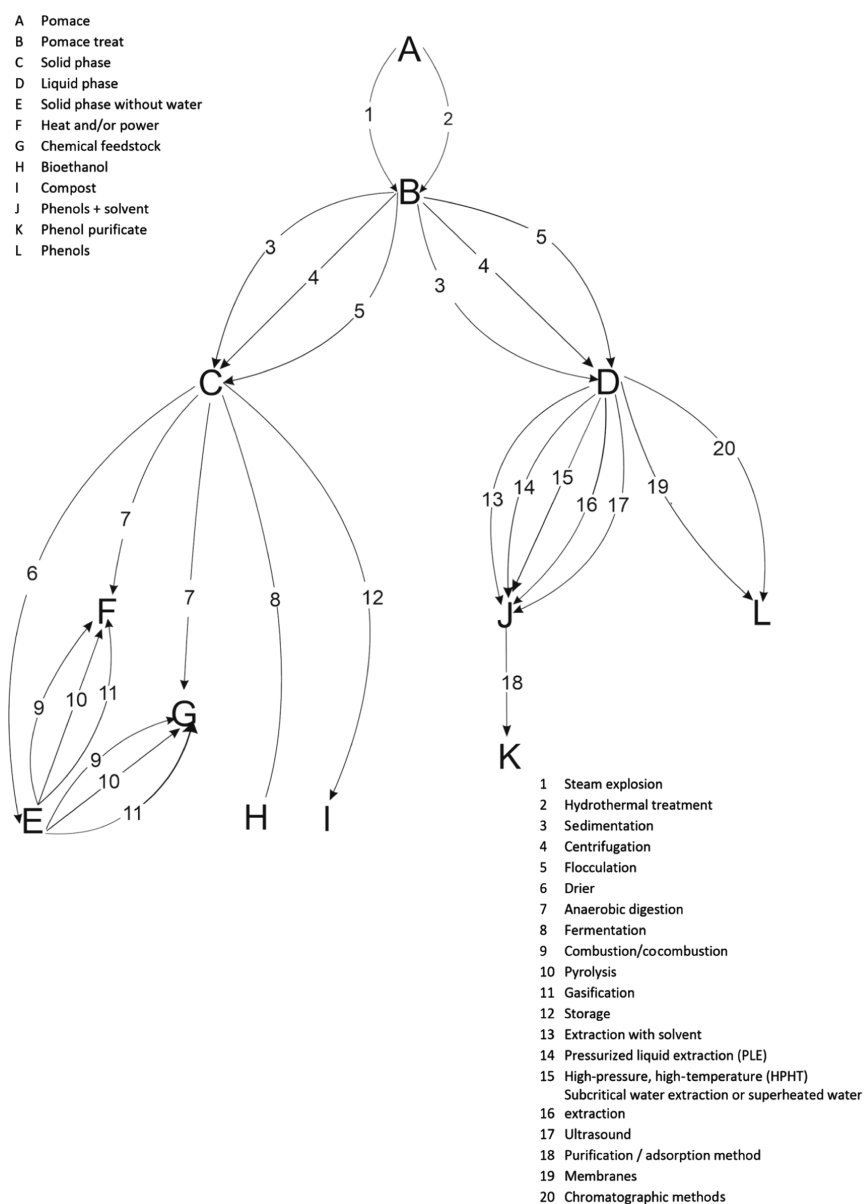 A Pomace
B Pomace treat
C Solid phase
D Liquid phase
E Solid phase without water
F Heat and/or power
G Chemical feedstock
H Bioethanol
I Compost
J Phenols + solvent
K Phenol purificate
L Phenols
A
1 2
B
3 4 5 3 4 5
C D
6 7 7 8 12
13 14 15 16 17 19 20
F
9 10 11
G
9 10 11
E H I
J L
18
K
1 Steam explosion
2 Hydrothermal treatment
3 Sedimentation
4 Centrifugation
5 Flocculation
6 Drier
7 Anaerobic digestion
8 Fermentation
9 Combustion/cocombustion
10 Pyrolysis
11 Gasification
12 Storage
13 Extraction with solvent
14 Pressurized liquid extraction (PLE)
15 High-pressure, high-temperature (HPHT)
Subcritical water extraction or superheated water
16 extraction
17 Ultrasound
18 Purification / adsorption method
19 Membranes
20 Chromatographic methods